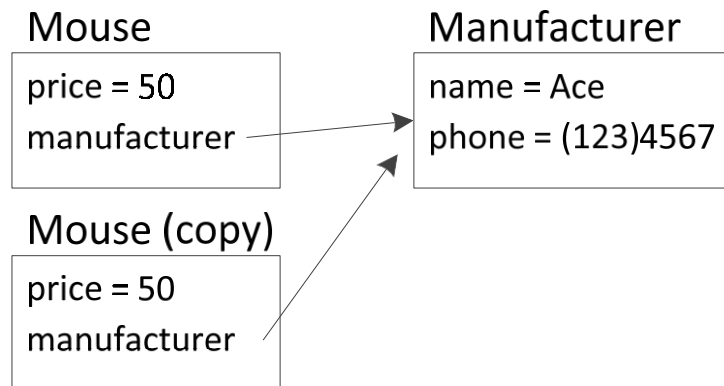 Mouse
price = 50
manufacturer
Manufacturer
name = Ace
phone = (123)4567
Mouse (copy)
price = 50
manufacturer